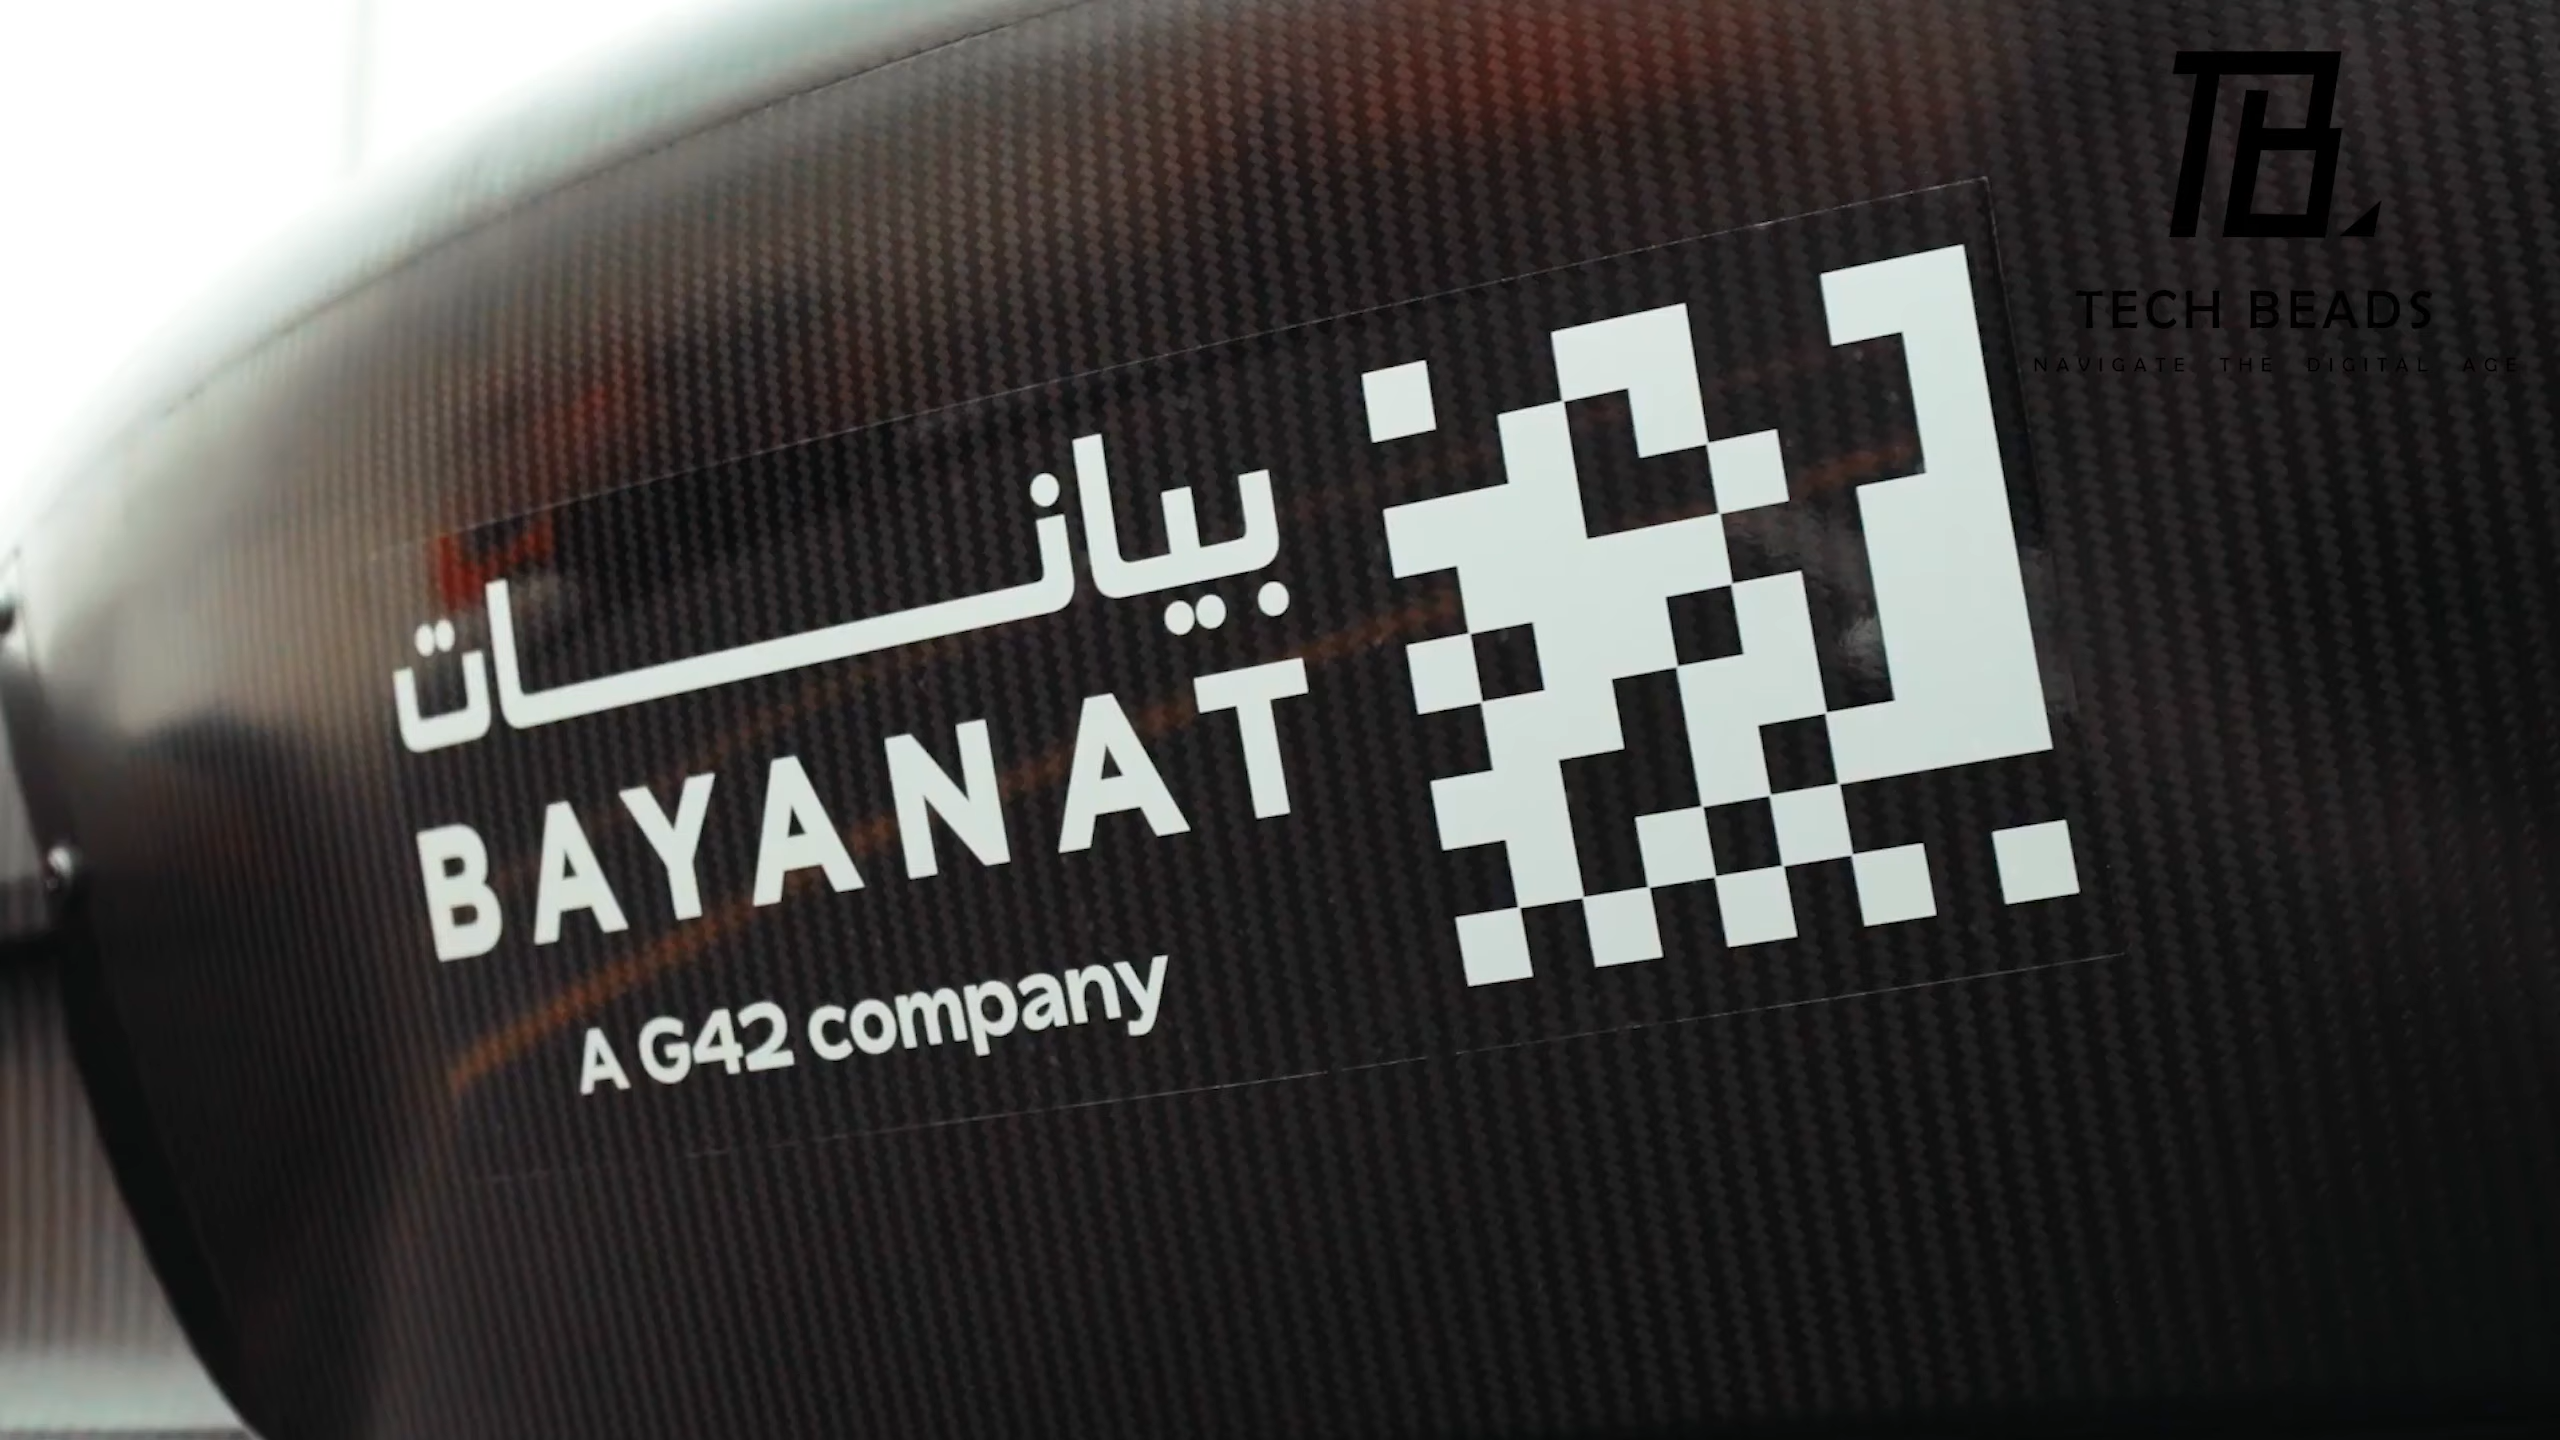 بيانات
BAYANAT
A G42 company
TB.
TECH BEADS
NAVIGATE THE DIGITAL AGE